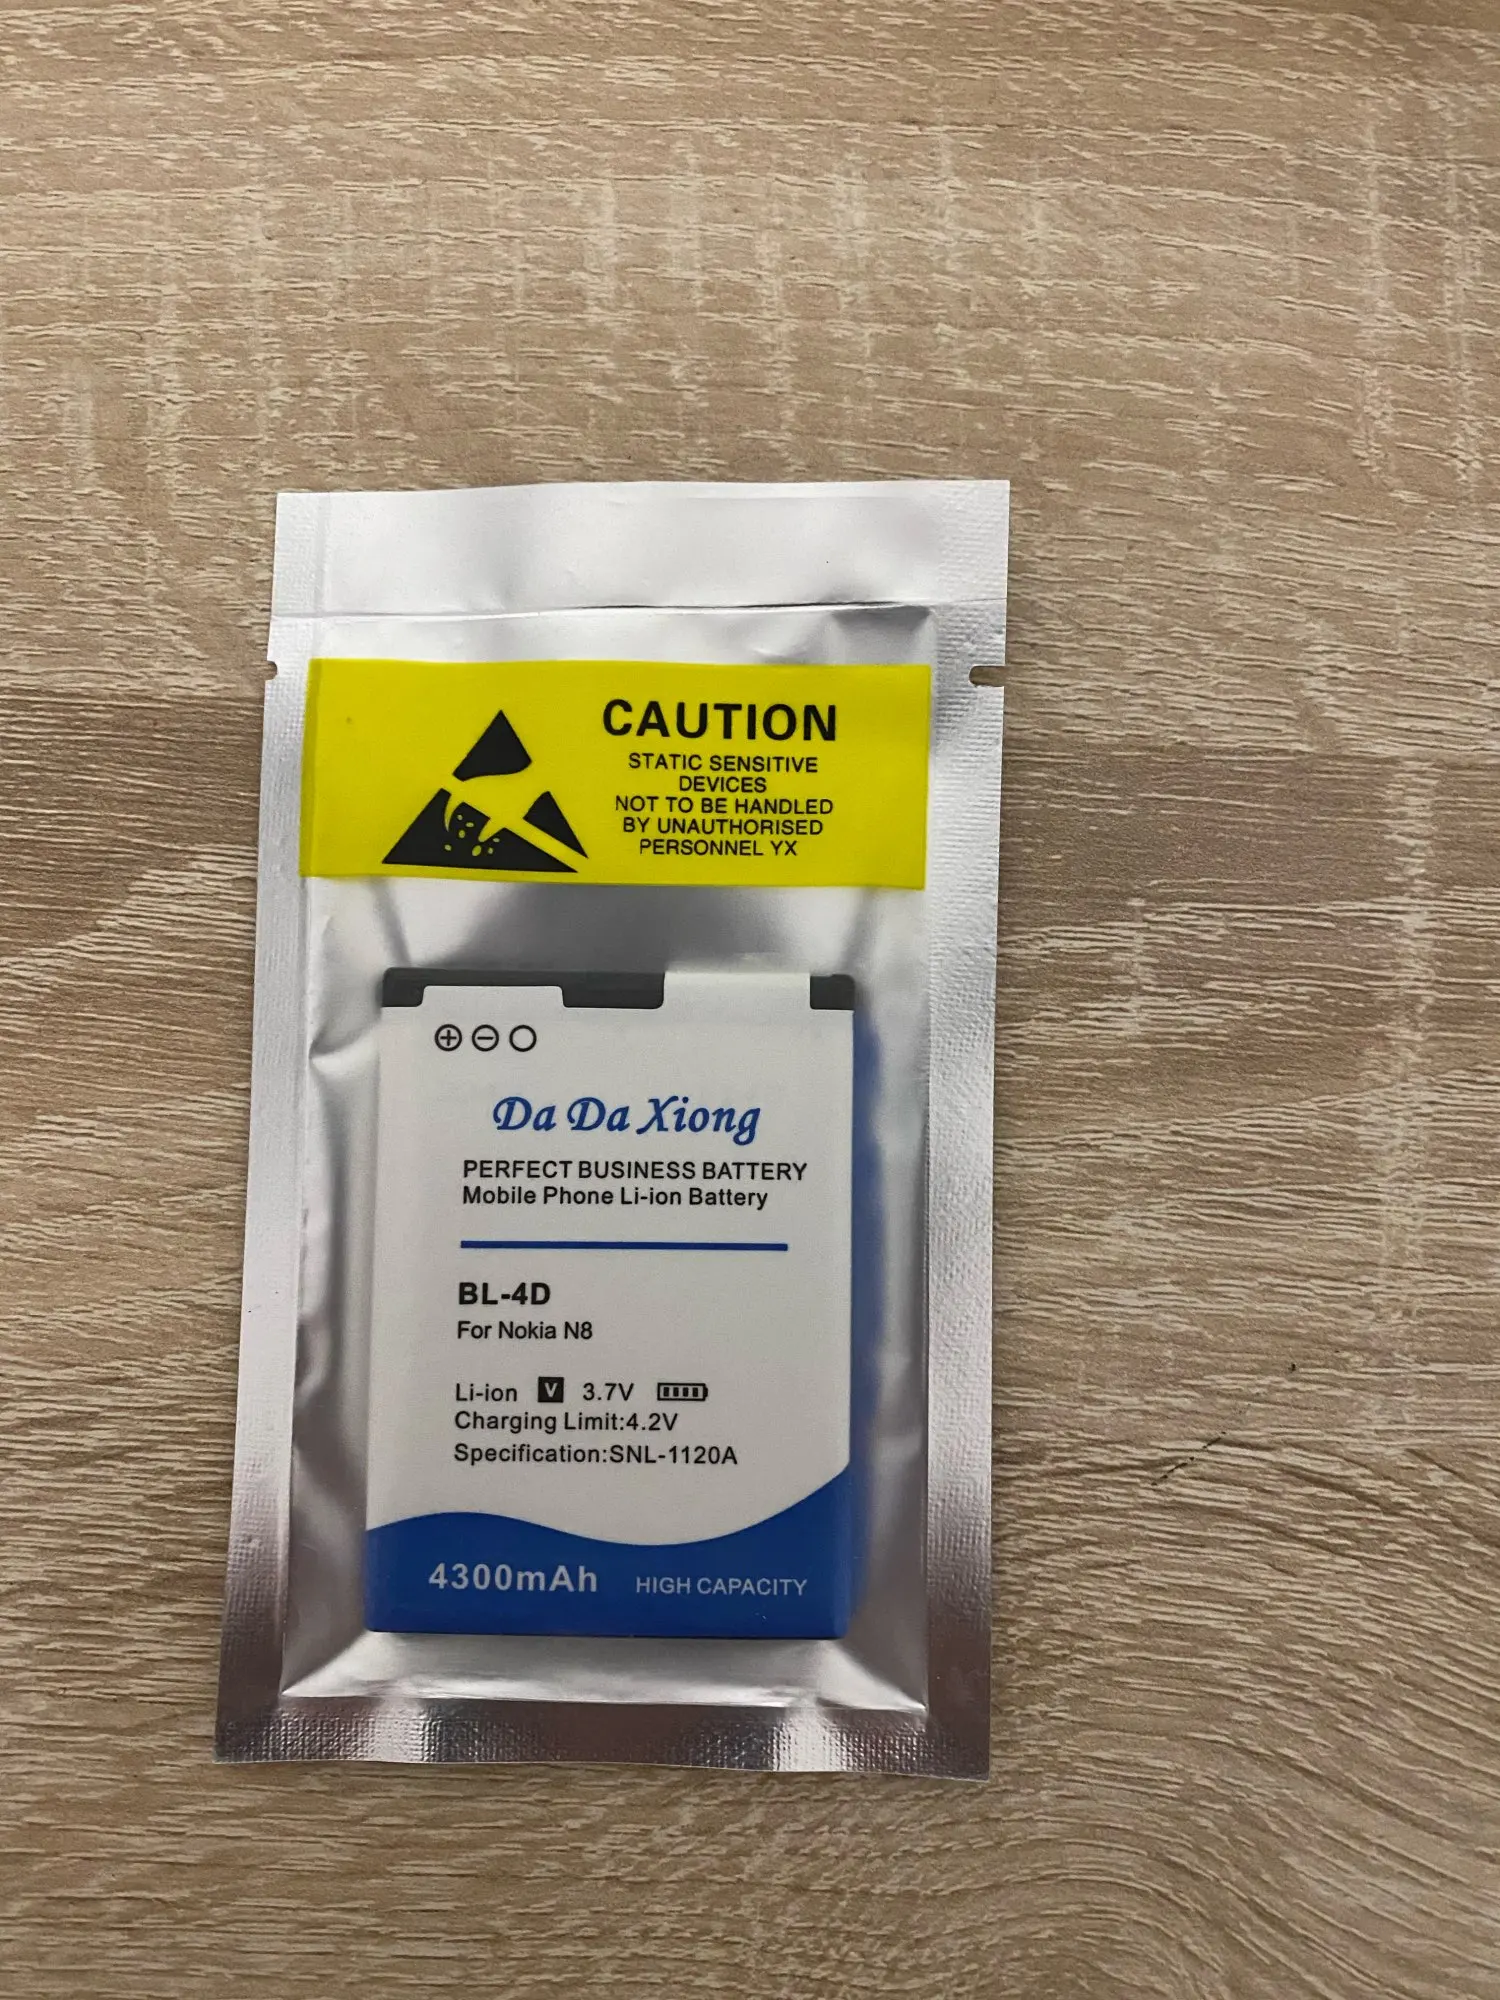 CAUTION
STATIC SENSITIVE
DEVICES
NOT TO BE HANDLED
BY UNAUTHORISED
PERSONNEL YX
Da Da Xiong
PERFECT BUSINESS BATTERY
Mobile Phone Li-ion Battery
BL-4D
For Nokia N8
Li-ion V 3.7V
Charging Limit:4.2V
Specification:SNL-1120A
4300mAh HIGH CAPACITY